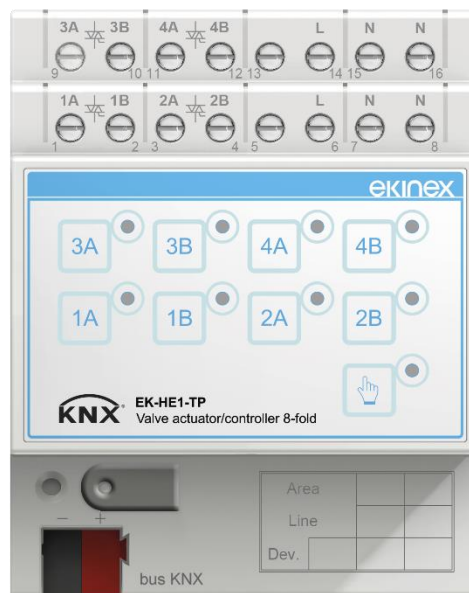 3A 3B 4A 4B L N N
9 10 11 12 13 14 15 16
1A 1B 2A 2B L N N
1 2 3 4 5 6 7 8
ekinex
3A 3B 4A 4B
1A 1B 2A 2B
KNX®
EK-HE1-TP
Valve actuator/controller 8-fold
Area
Line
Dev.
− +
bus KNX